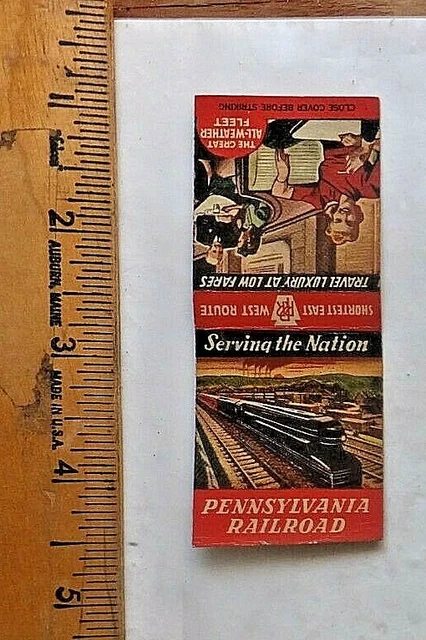 CLOSE COVER BEFORE STRIKING
THE GREAT
ALL-WEATHER
FLEET
TRAVEL LUXURY AT LOW FARES
SHORTEST EAST PRR WEST ROUTE
Serving the Nation
PENNSYLVANIA
RAILROAD
1
2
3
4
5
AUBURN, MAINE
MADE IN U.S.A.